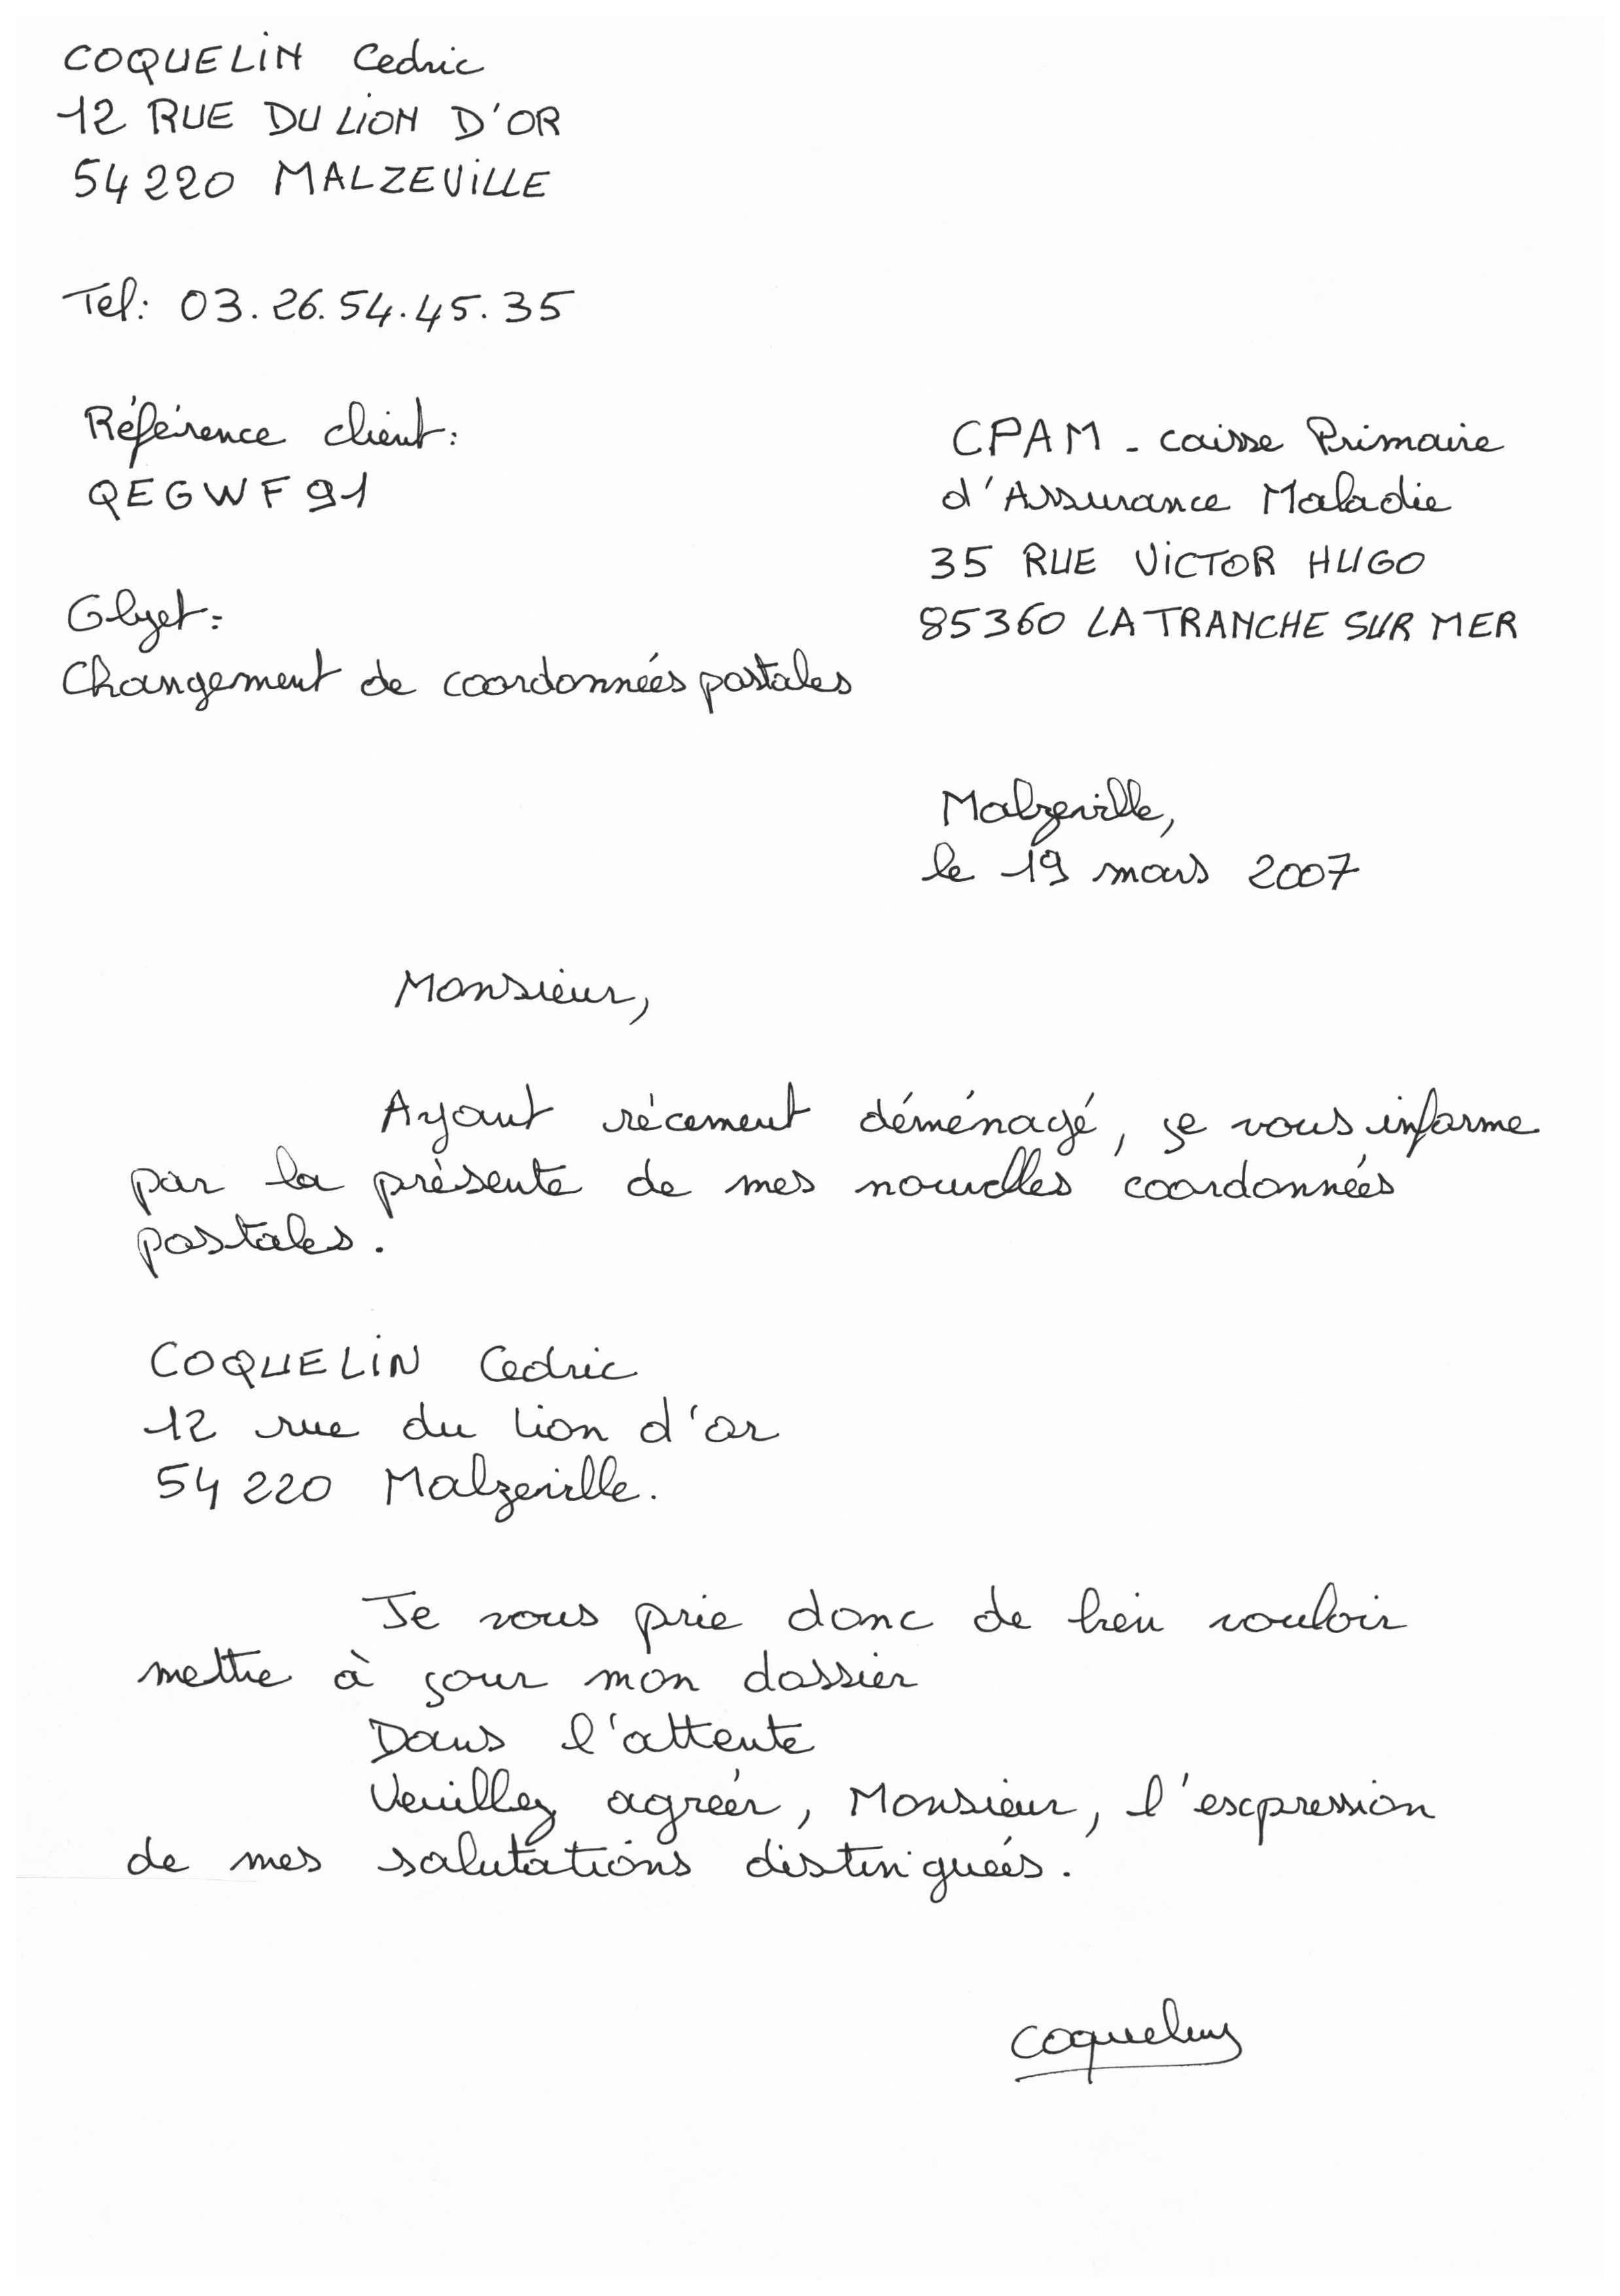 COQUELIN Cedric
12 RUE DU LION D'OR
54220 MALZEVILLE
Tel: 03.26.54.45.35
Référence client:
QEGWF91
CPAM - caisse Primaire
d'Assurance Maladie
35 RUE VICTOR HUGO
85360 LA TRANCHE SUR MER
Objet:
Changement de coordonnées postales
Malzeville,
le 19 mars 2007
Monsieur,
Ayant récement déménagé, je vous informe
par la présente de mes nouvelles coordonnées
postales.
COQUELIN Cedric
12 rue du lion d'or
54220 Malzeville.
Je vous prie donc de bien vouloir
mettre à jour mon dossier
Dans l'attente
Veuillez agréer, Monsieur, l'expression
de mes salutations distinguées.
Coquelin